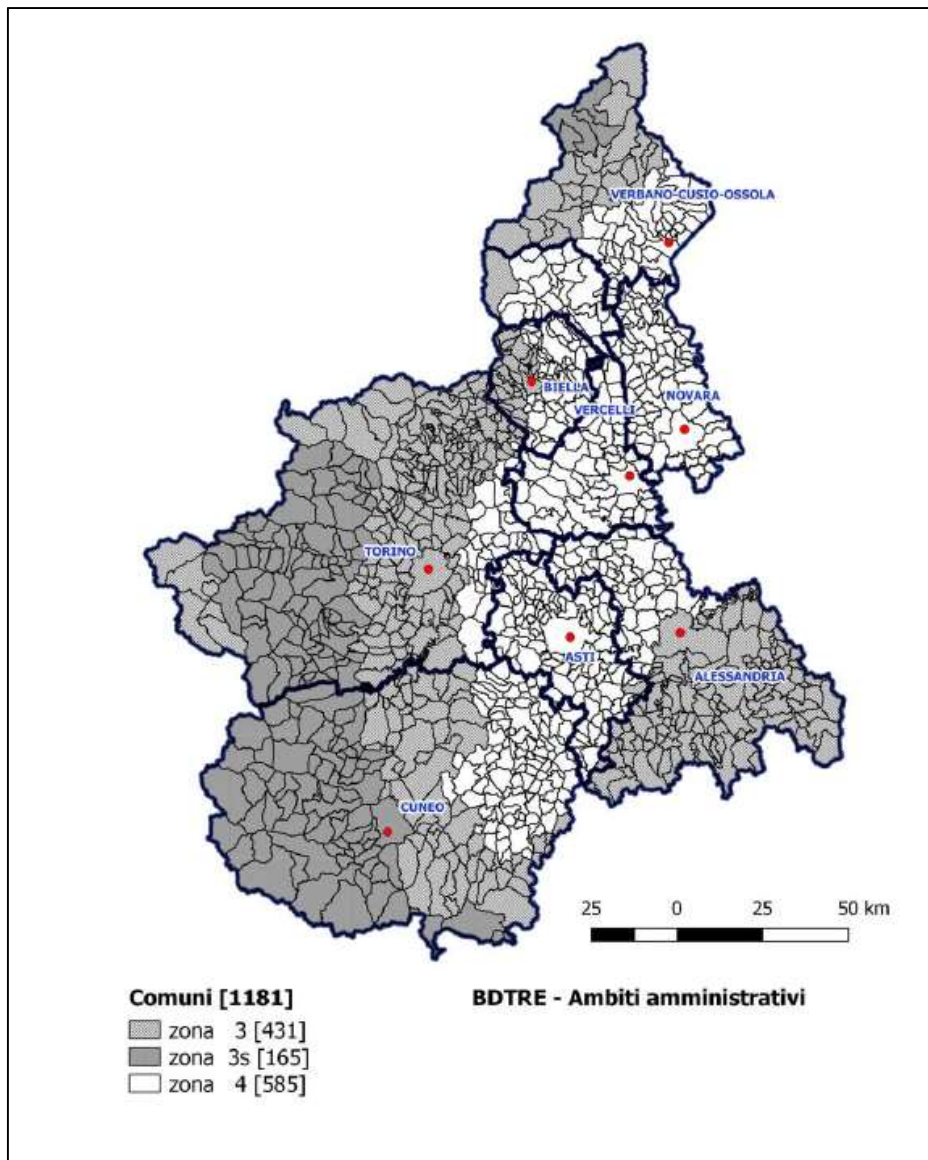 VERBANO-CUSIO-OSSOLA
BIELLA
NOVARA
VERCELLI
TORINO
ASTI
ALESSANDRIA
CUNEO
25 0 25 50 km
Comuni [1181]
BDTRE - Ambiti amministrativi
zona 3 [431]
zona 3s [165]
zona 4 [585]